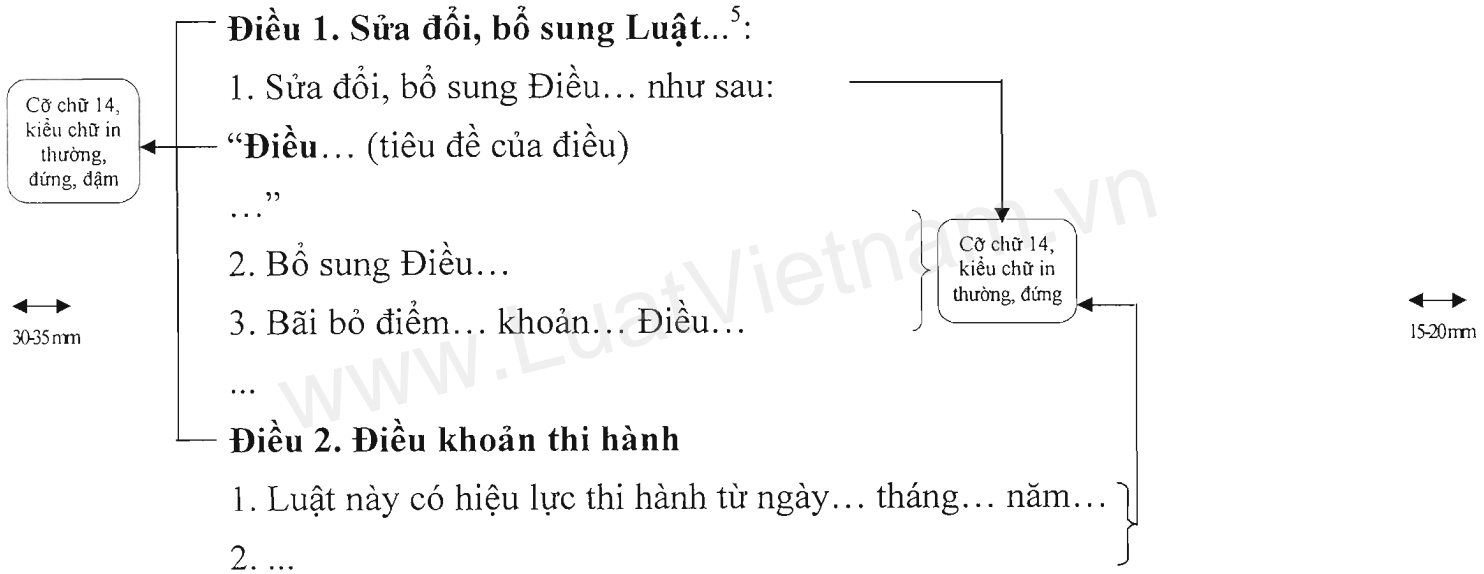 Điều 1. Sửa đổi, bổ sung Luật...5:
1. Sửa đổi, bổ sung Điều… như sau:
Cỡ chữ 14,
kiểu chữ in
thường,
đứng, đậm
“Điều… (tiêu đề của điều)
…”
2. Bổ sung Điều…
3. Bãi bỏ điểm… khoản… Điều…
...
Cỡ chữ 14,
kiểu chữ in
thường, đứng
30-35mm
15-20mm
Điều 2. Điều khoản thi hành
1. Luật này có hiệu lực thi hành từ ngày… tháng… năm…
2. ...
www.LuatVietnam.vn